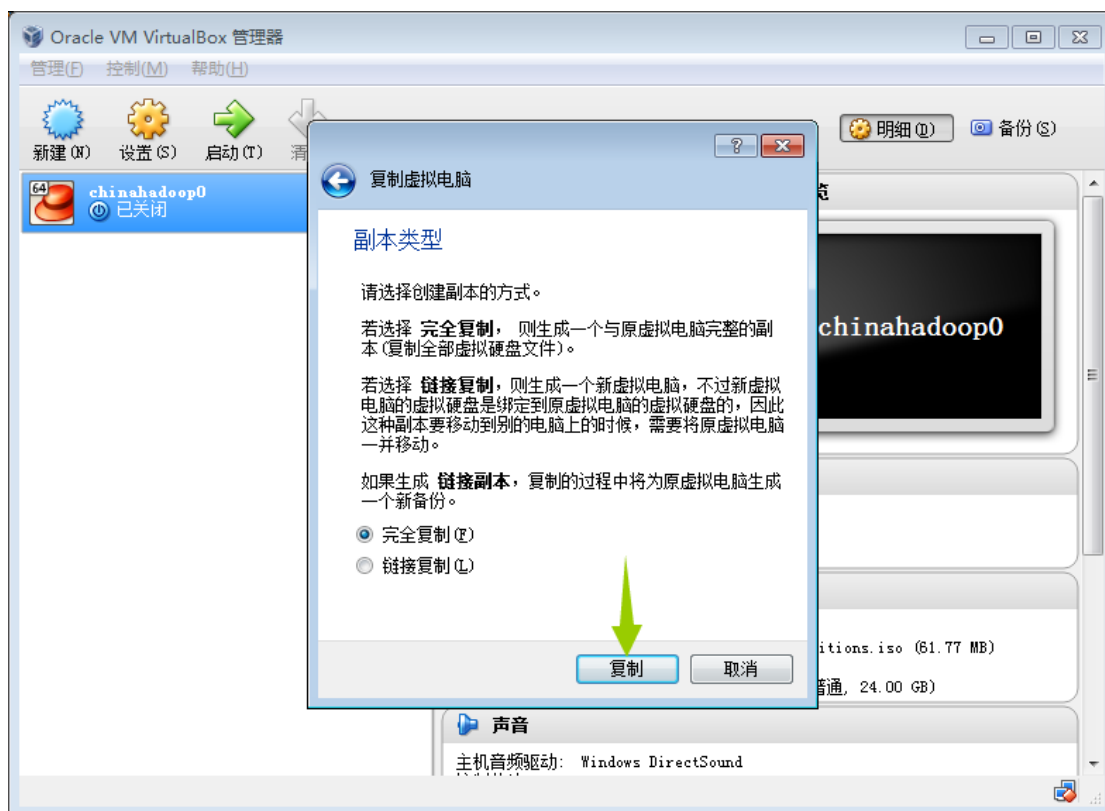 Oracle VM VirtualBox 管理器
管理(F) 控制(M) 帮助(H)
新建(N) 设置(S) 启动(T) 清
明细(D) 备份(S)
64
chinahadoop0
已关闭
复制虚拟电脑
副本类型
请选择创建副本的方式。
若选择 完全复制, 则生成一个与原虚拟电脑完整的副
本(复制全部虚拟硬盘文件)。
若选择 链接复制,则生成一个新虚拟电脑,不过新虚拟
电脑的虚拟硬盘是绑定到原虚拟电脑的虚拟硬盘的,因此
这种副本要移动到别的电脑上的时候,需要将原虚拟电脑
一并移动。
如果生成 链接副本,复制的过程中将为原虚拟电脑生成
一个新备份。
完全复制(F)
链接复制(L)
复制 取消
览
chinahadoop0
itions.iso (61.77 MB)
普通, 24.00 GB)
声音
主机音频驱动: Windows DirectSound